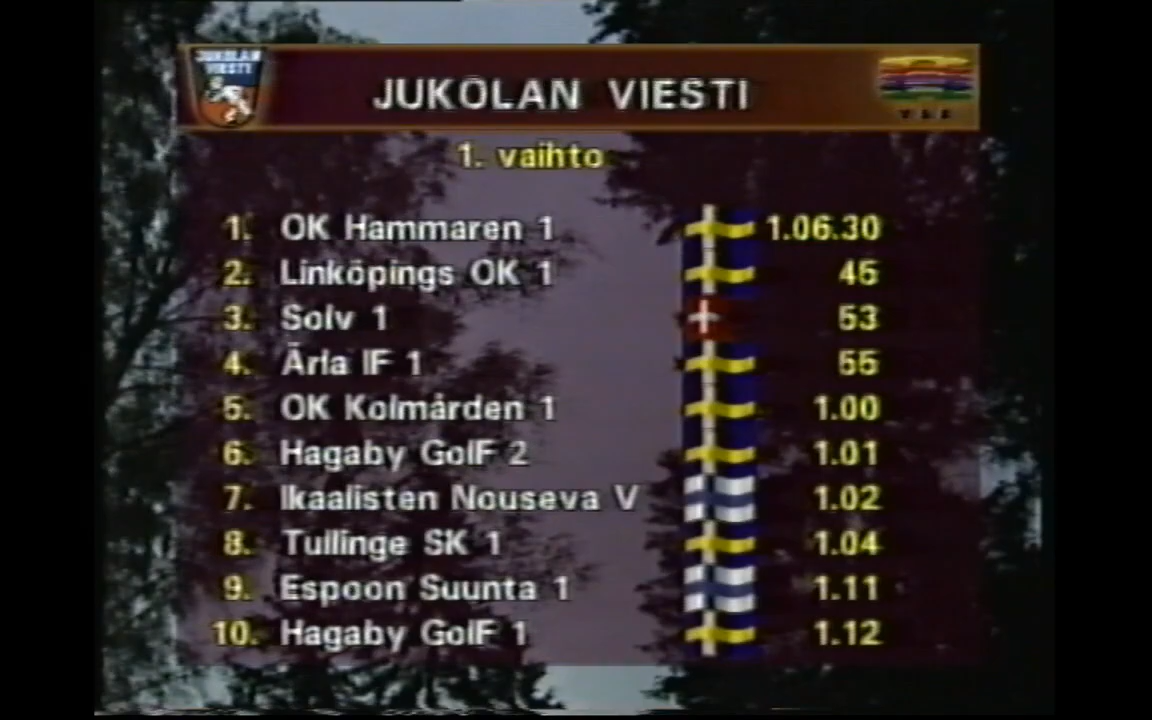 JUKOLAN VIESTI
JUKOLAN VIESTI
1. vaihto
1. OK Hammaren 1 1.06.30
2. Linköpings OK 1 45
3. Solv 1 53
4. Ärla IF 1 55
5. OK Kolmården 1 1.00
6. Hagaby GoIF 2 1.01
7. Ikaalisten Nouseva V 1.02
8. Tullinge SK 1 1.04
9. Espoon Suunta 1 1.11
10. Hagaby GoIF 1 1.12